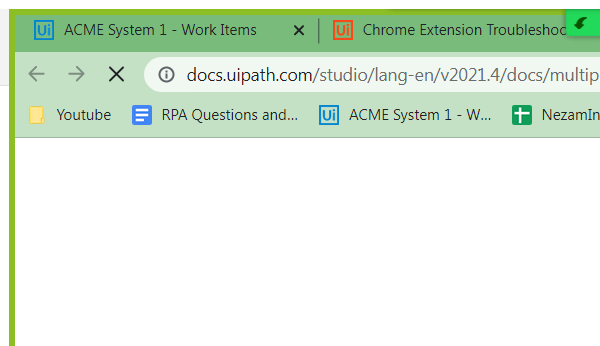 Ui ACME System 1 - Work Items Ui Chrome Extension Troubleshoo
docs.uipath.com/studio/lang-en/v2021.4/docs/multip
Youtube RPA Questions and... Ui ACME System 1 - W... NezamIn